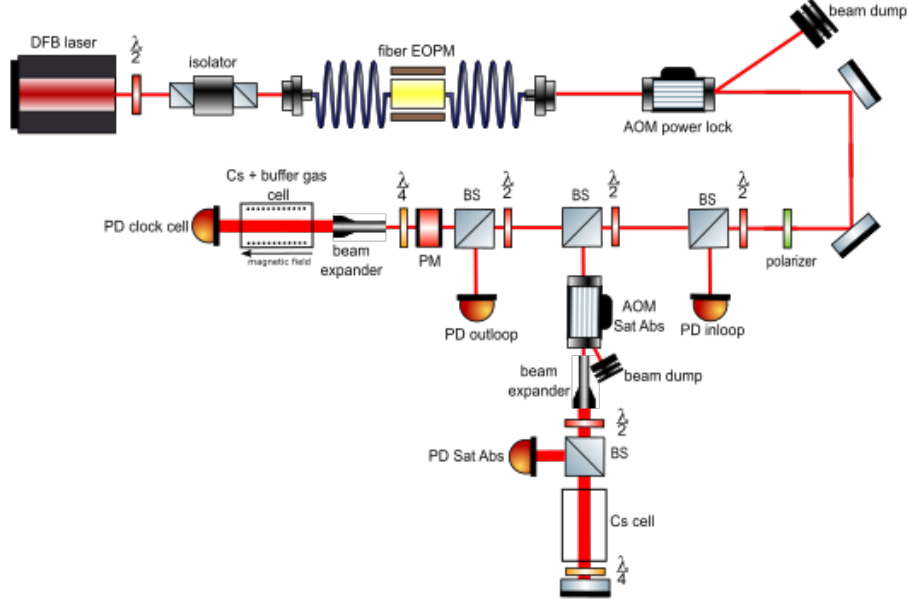 beam dump
DFB laser
λ
2
isolator
fiber EOPM
AOM power lock
Cs + buffer gas
cell
λ
4
BS
λ
2
BS
λ
2
BS
λ
2
PD clock cell
magnetic field
beam
expander
PM
polarizer
PD outloop
AOM
Sat Abs
PD inloop
beam
expander
beam dump
λ
2
PD Sat Abs
BS
Cs cell
λ
4